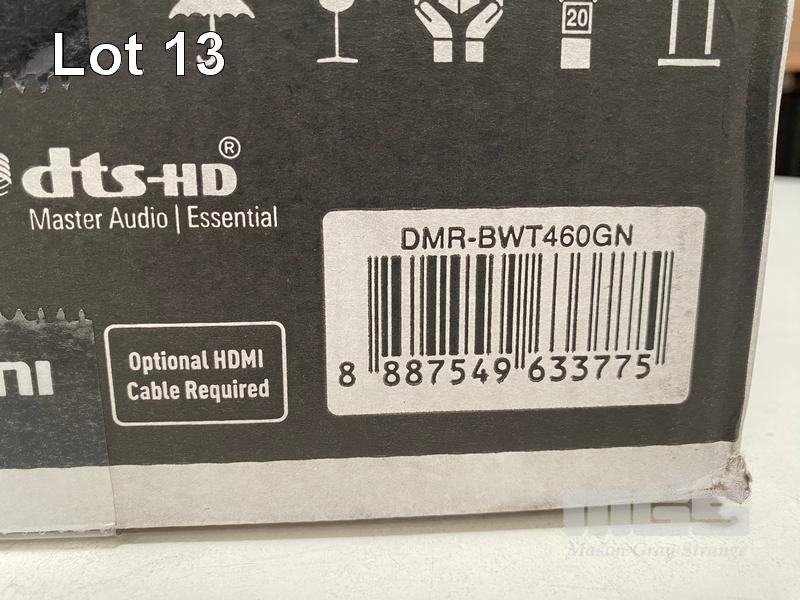 Lot 13
20
dts-HD®
Master Audio | Essential
DMR-BWT460GN
8 887549 633775
Optional HDMI
Cable Required
MGS
Mason Gray Strange